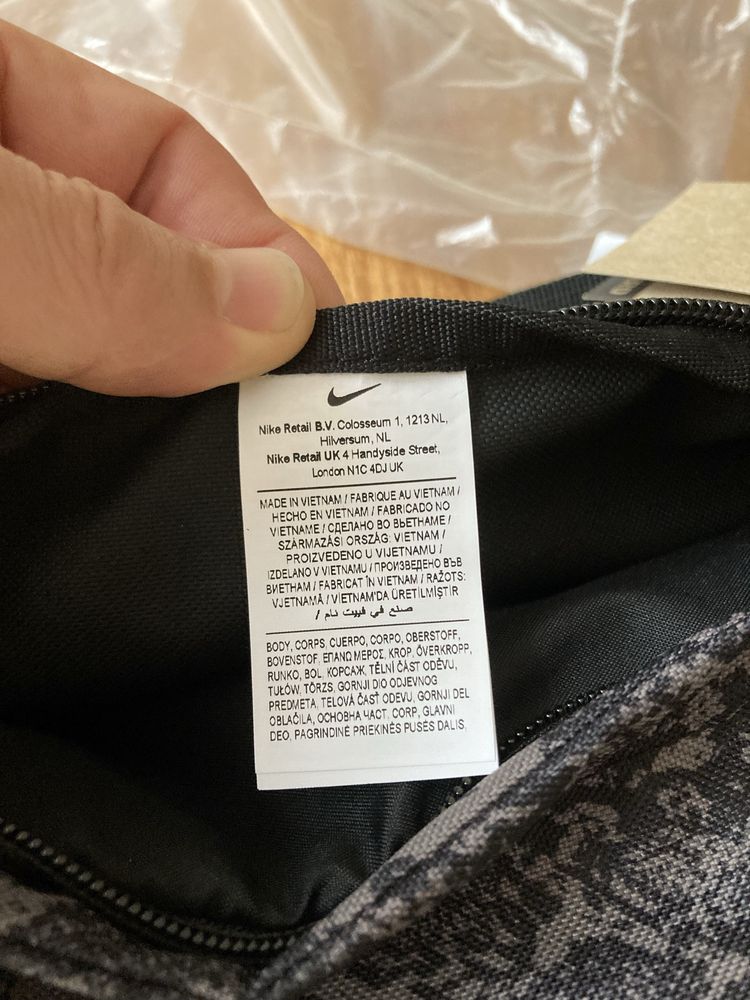 Nike Retail B.V. Colosseum 1, 1213 NL,
Hilversum, NL
Nike Retail UK 4 Handyside Street,
London N1C 4DJ UK
MADE IN VIETNAM / FABRIQUE AU VIETNAM /
HECHO EN VIETNAM / FABRICADO NO
VIETNAME / СДЕЛАНО ВО ВЬЕТНАМЕ /
SZÁRMAZÁSI ORSZÁG: VIETNAM /
PROIZVEDENO U VIJETNAMU /
IZDELANO V VIETNAMU / ПРОИЗВЕДЕНО ВЪВ
ВИЕТНАМ / FABRICAT ÎN VIETNAM / RAŽOTS:
VJETNAMĀ / VIETNAM'DA ÜRETİLMİŞTİR
/ صنع في فييت نام
BODY, CORPS, CUERPO, CORPO, OBERSTOFF,
BOVENSTOF, ΕΠΑΝΩ ΜΕΡΟΣ, KROP, ÖVERKROPP,
RUNKO, BOL, КОРСАЖ, TĚLNÍ ČÁST ODĚVU,
TUŁÓW, TÖRZS, GORNJI DIO ODJEVNOG
PREDMETA, TELOVÁ ČASŤ ODEVU, GORNJI DEL
OBLAČILA, ОСНОВНА ЧАСТ, CORP, GLAVNI
DEO, PAGRINDINĖ PRIEKINĖS PUSĖS DALIS,